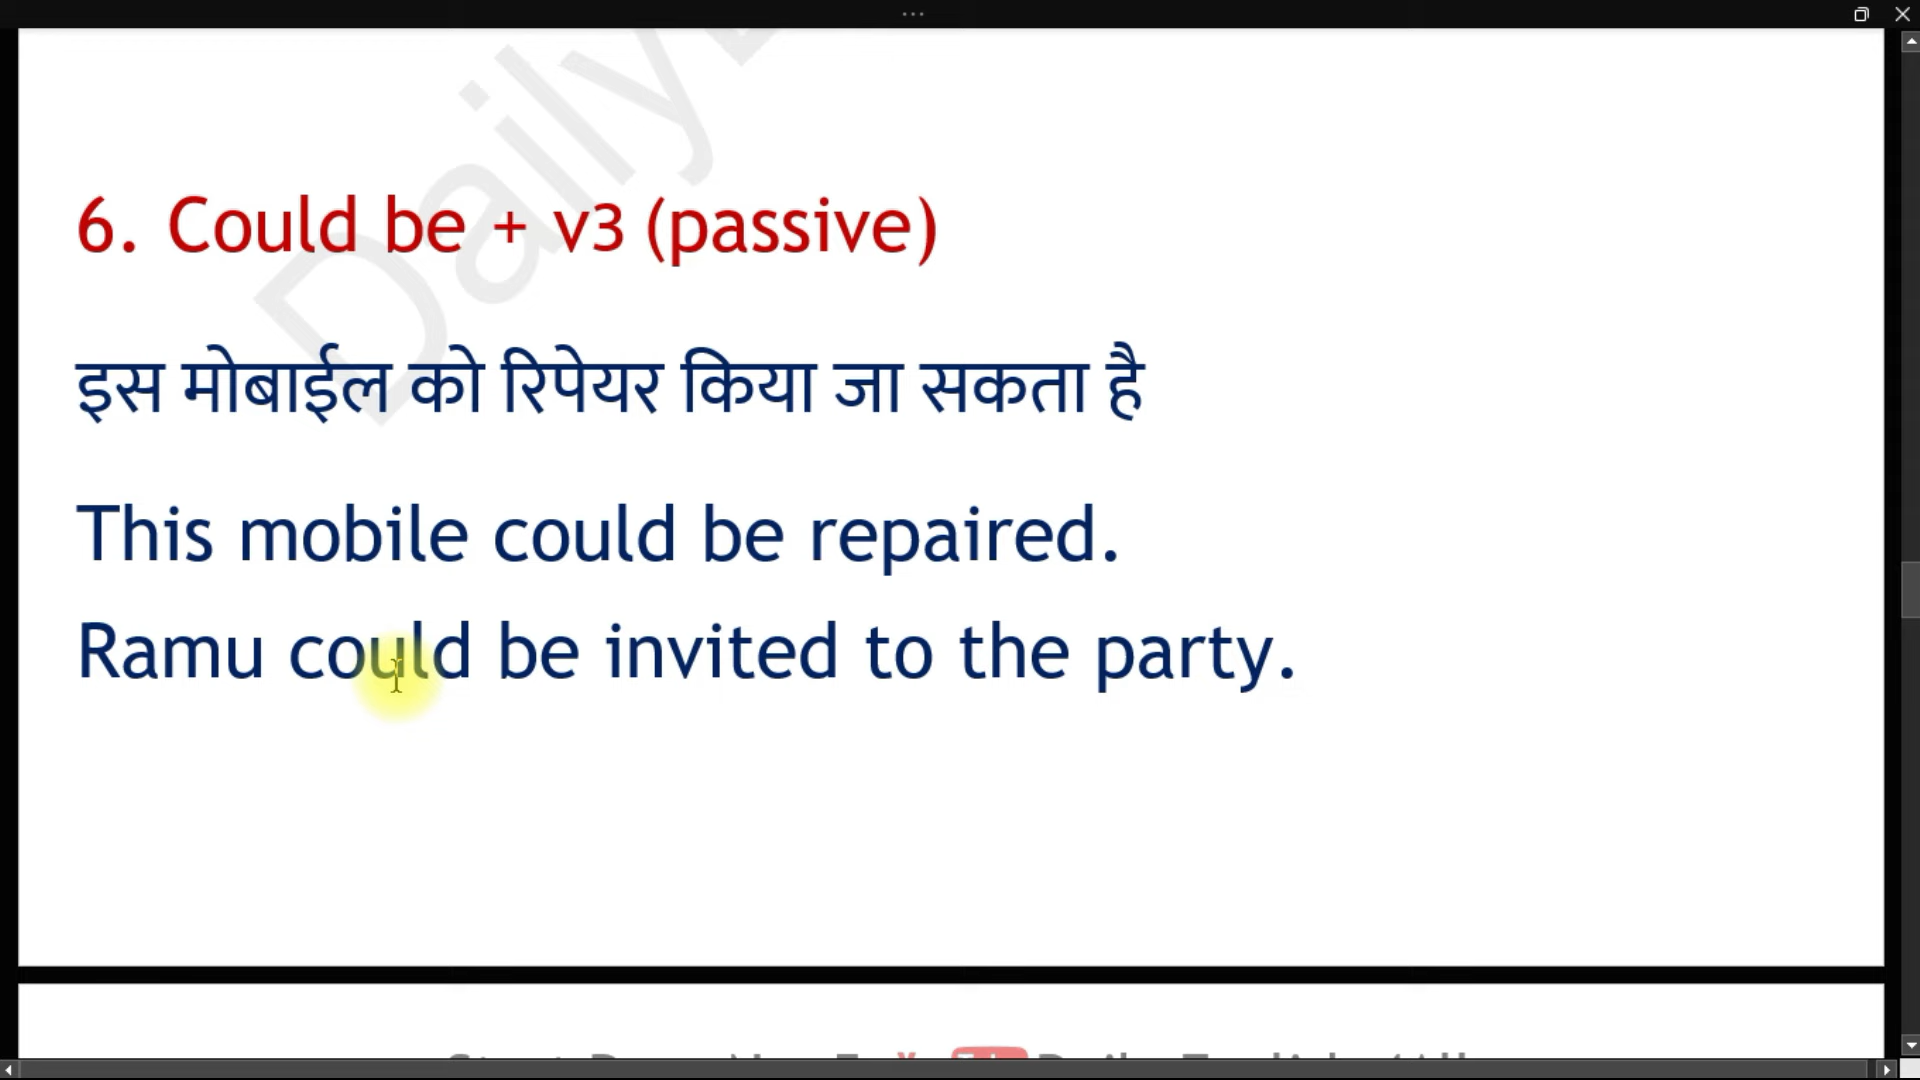 Daily
6. Could be + v3 (passive)
इस मोबाईल को रिपेयर किया जा सकता है
This mobile could be repaired.
Ramu could be invited to the party.